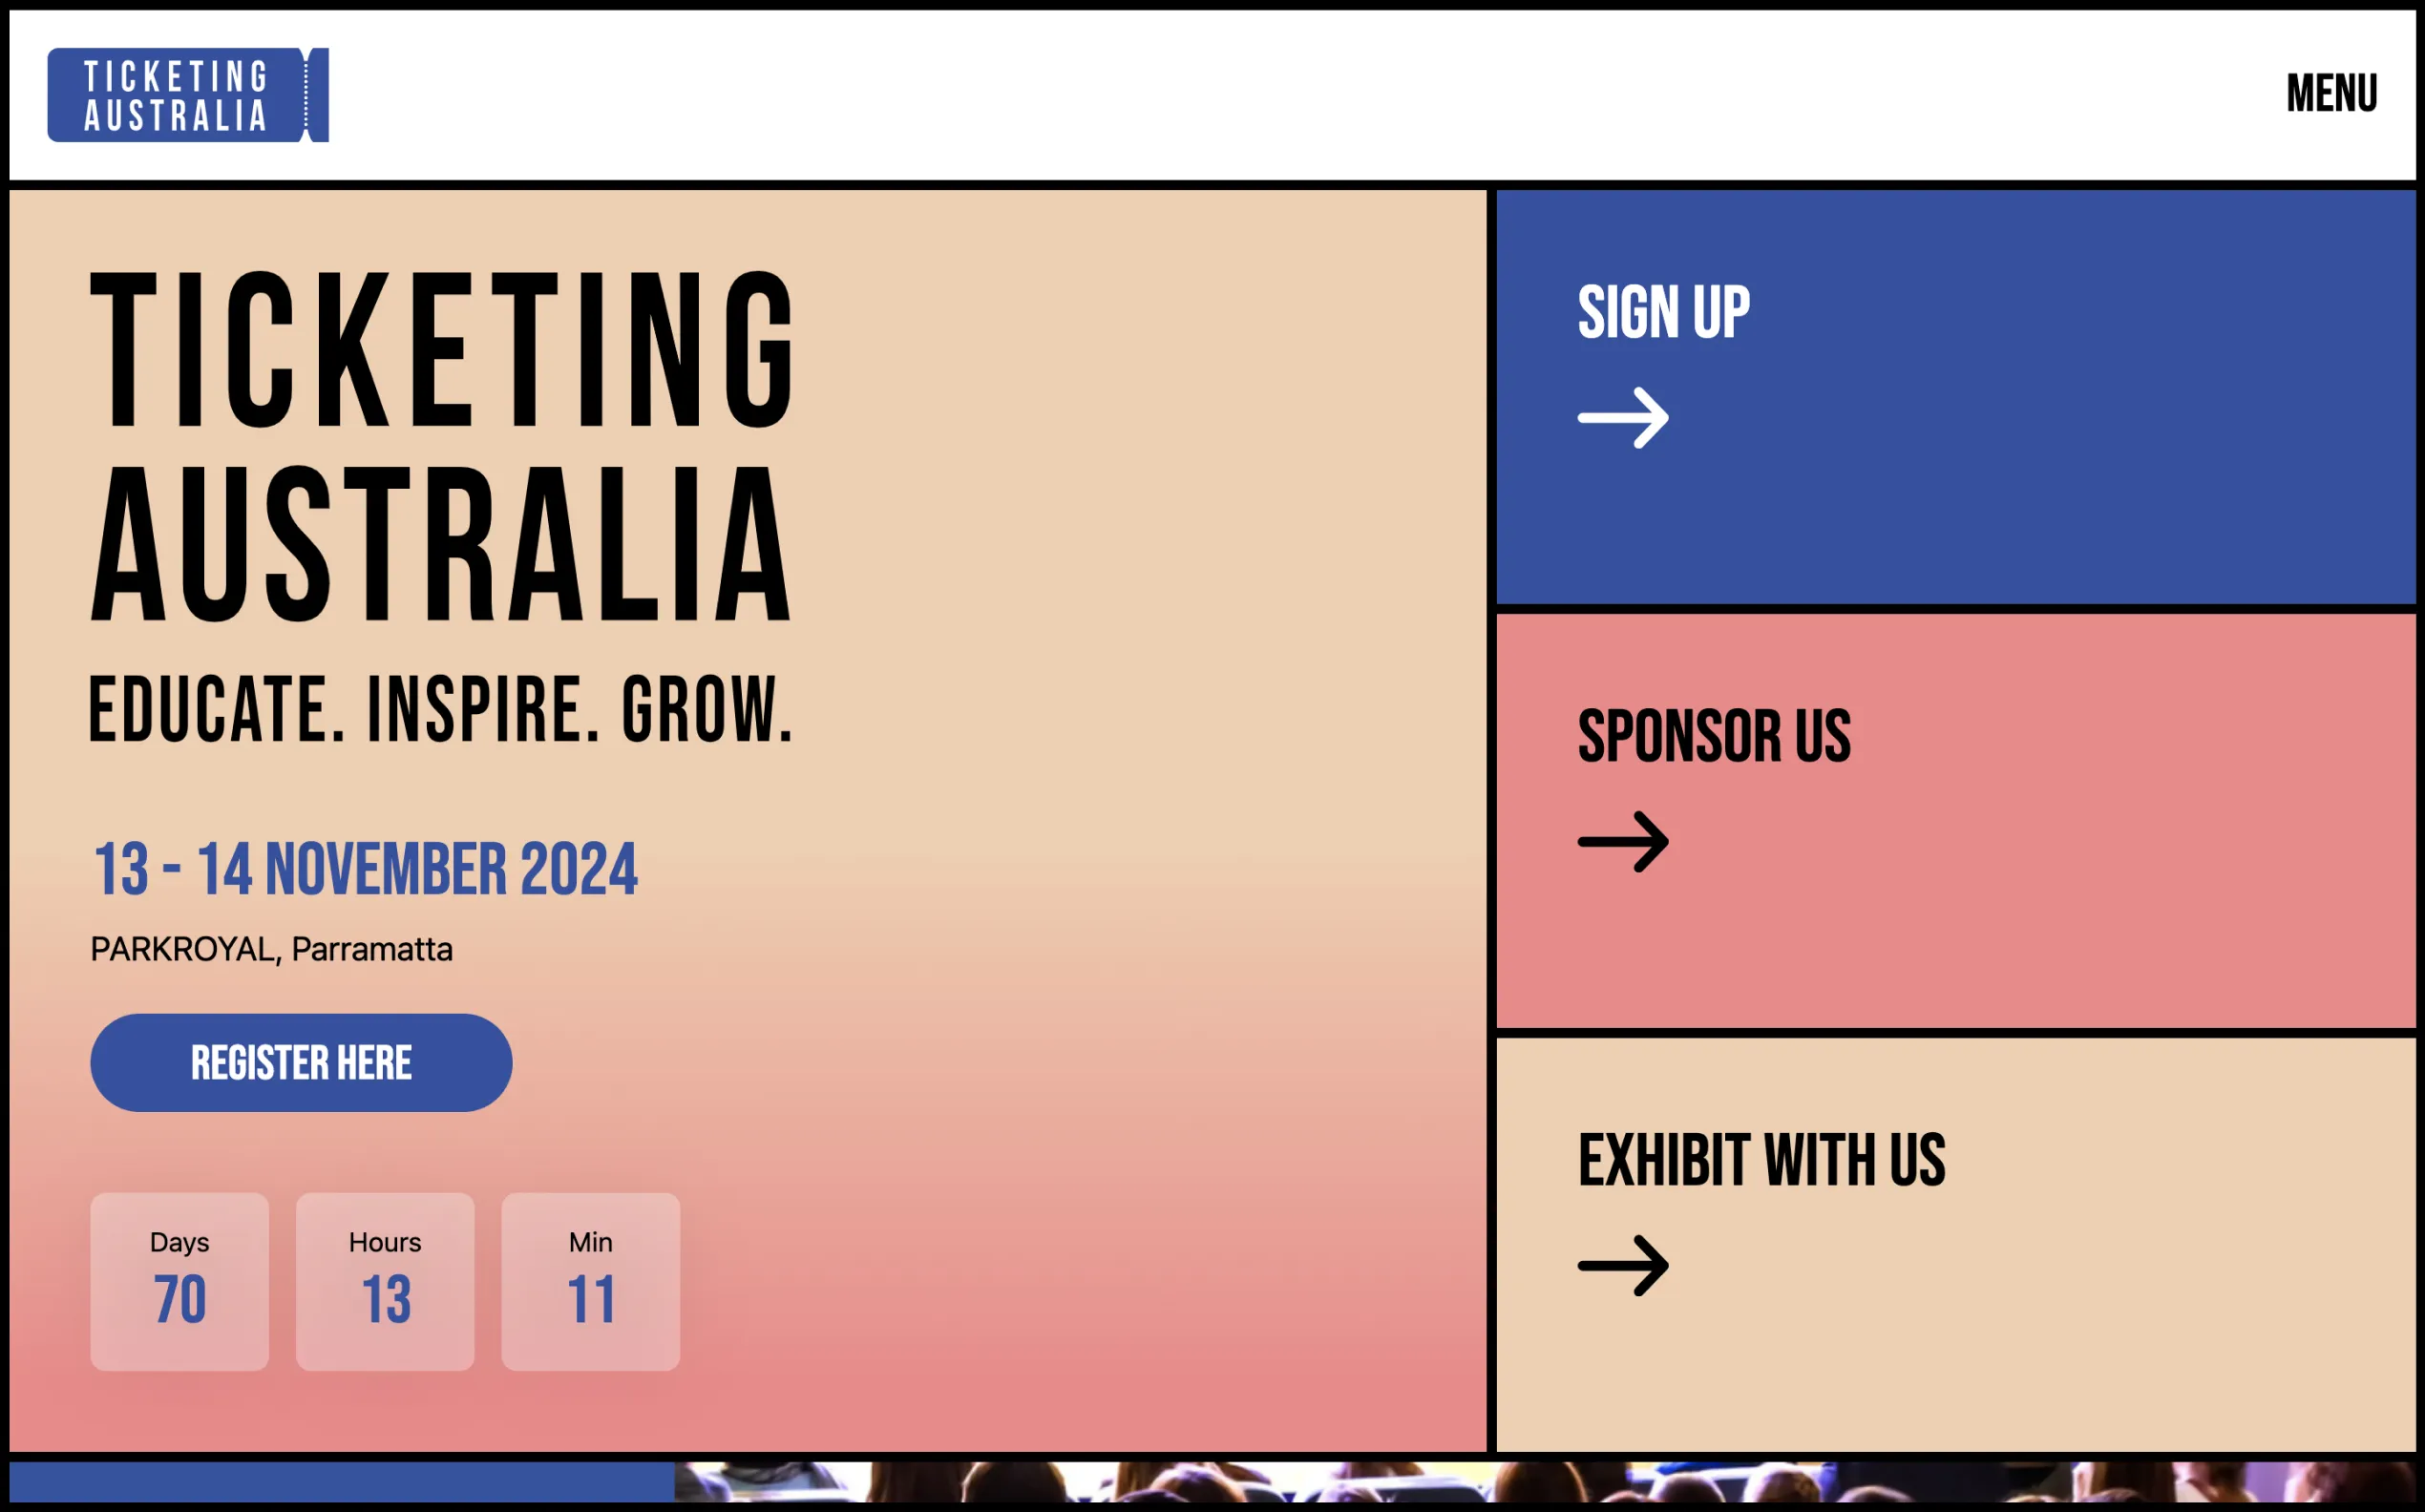 TICKETING
AUSTRALIA
MENU
TICKETING
AUSTRALIA
EDUCATE. INSPIRE. GROW.
13 - 14 NOVEMBER 2024
PARKROYAL, Parramatta
REGISTER HERE
Days
70
Hours
13
Min
11
SIGN UP
SPONSOR US
EXHIBIT WITH US